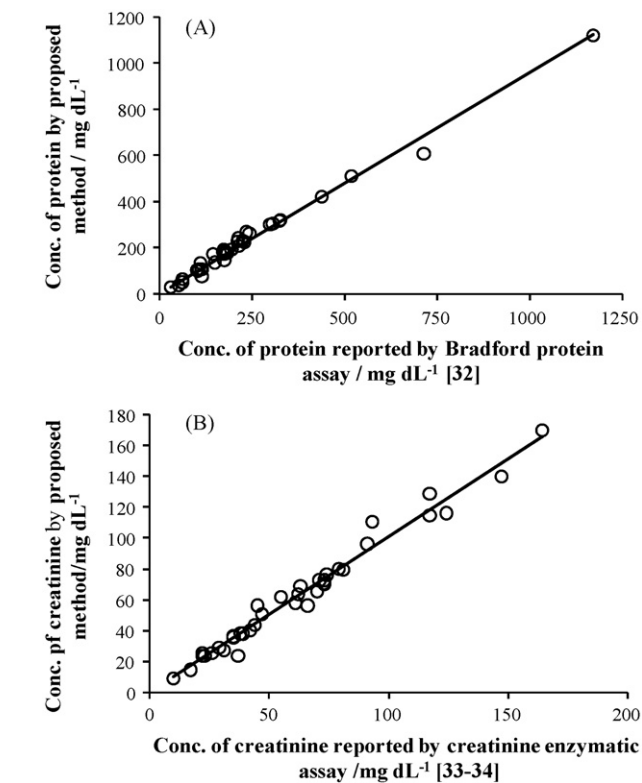 (A)
Conc. of protein by proposed
method / mg dL-1
1200
1000
800
600
400
200
0
0 250 500 750 1000 1250
Conc. of protein reported by Bradford protein
assay / mg dL-1 [32]
(B)
Conc. pf creatinine by proposed
method/mg dL-1
180
160
140
120
100
80
60
40
20
0
0 50 100 150 200
Conc. of creatinine reported by creatinine enzymatic
assay /mg dL-1 [33-34]